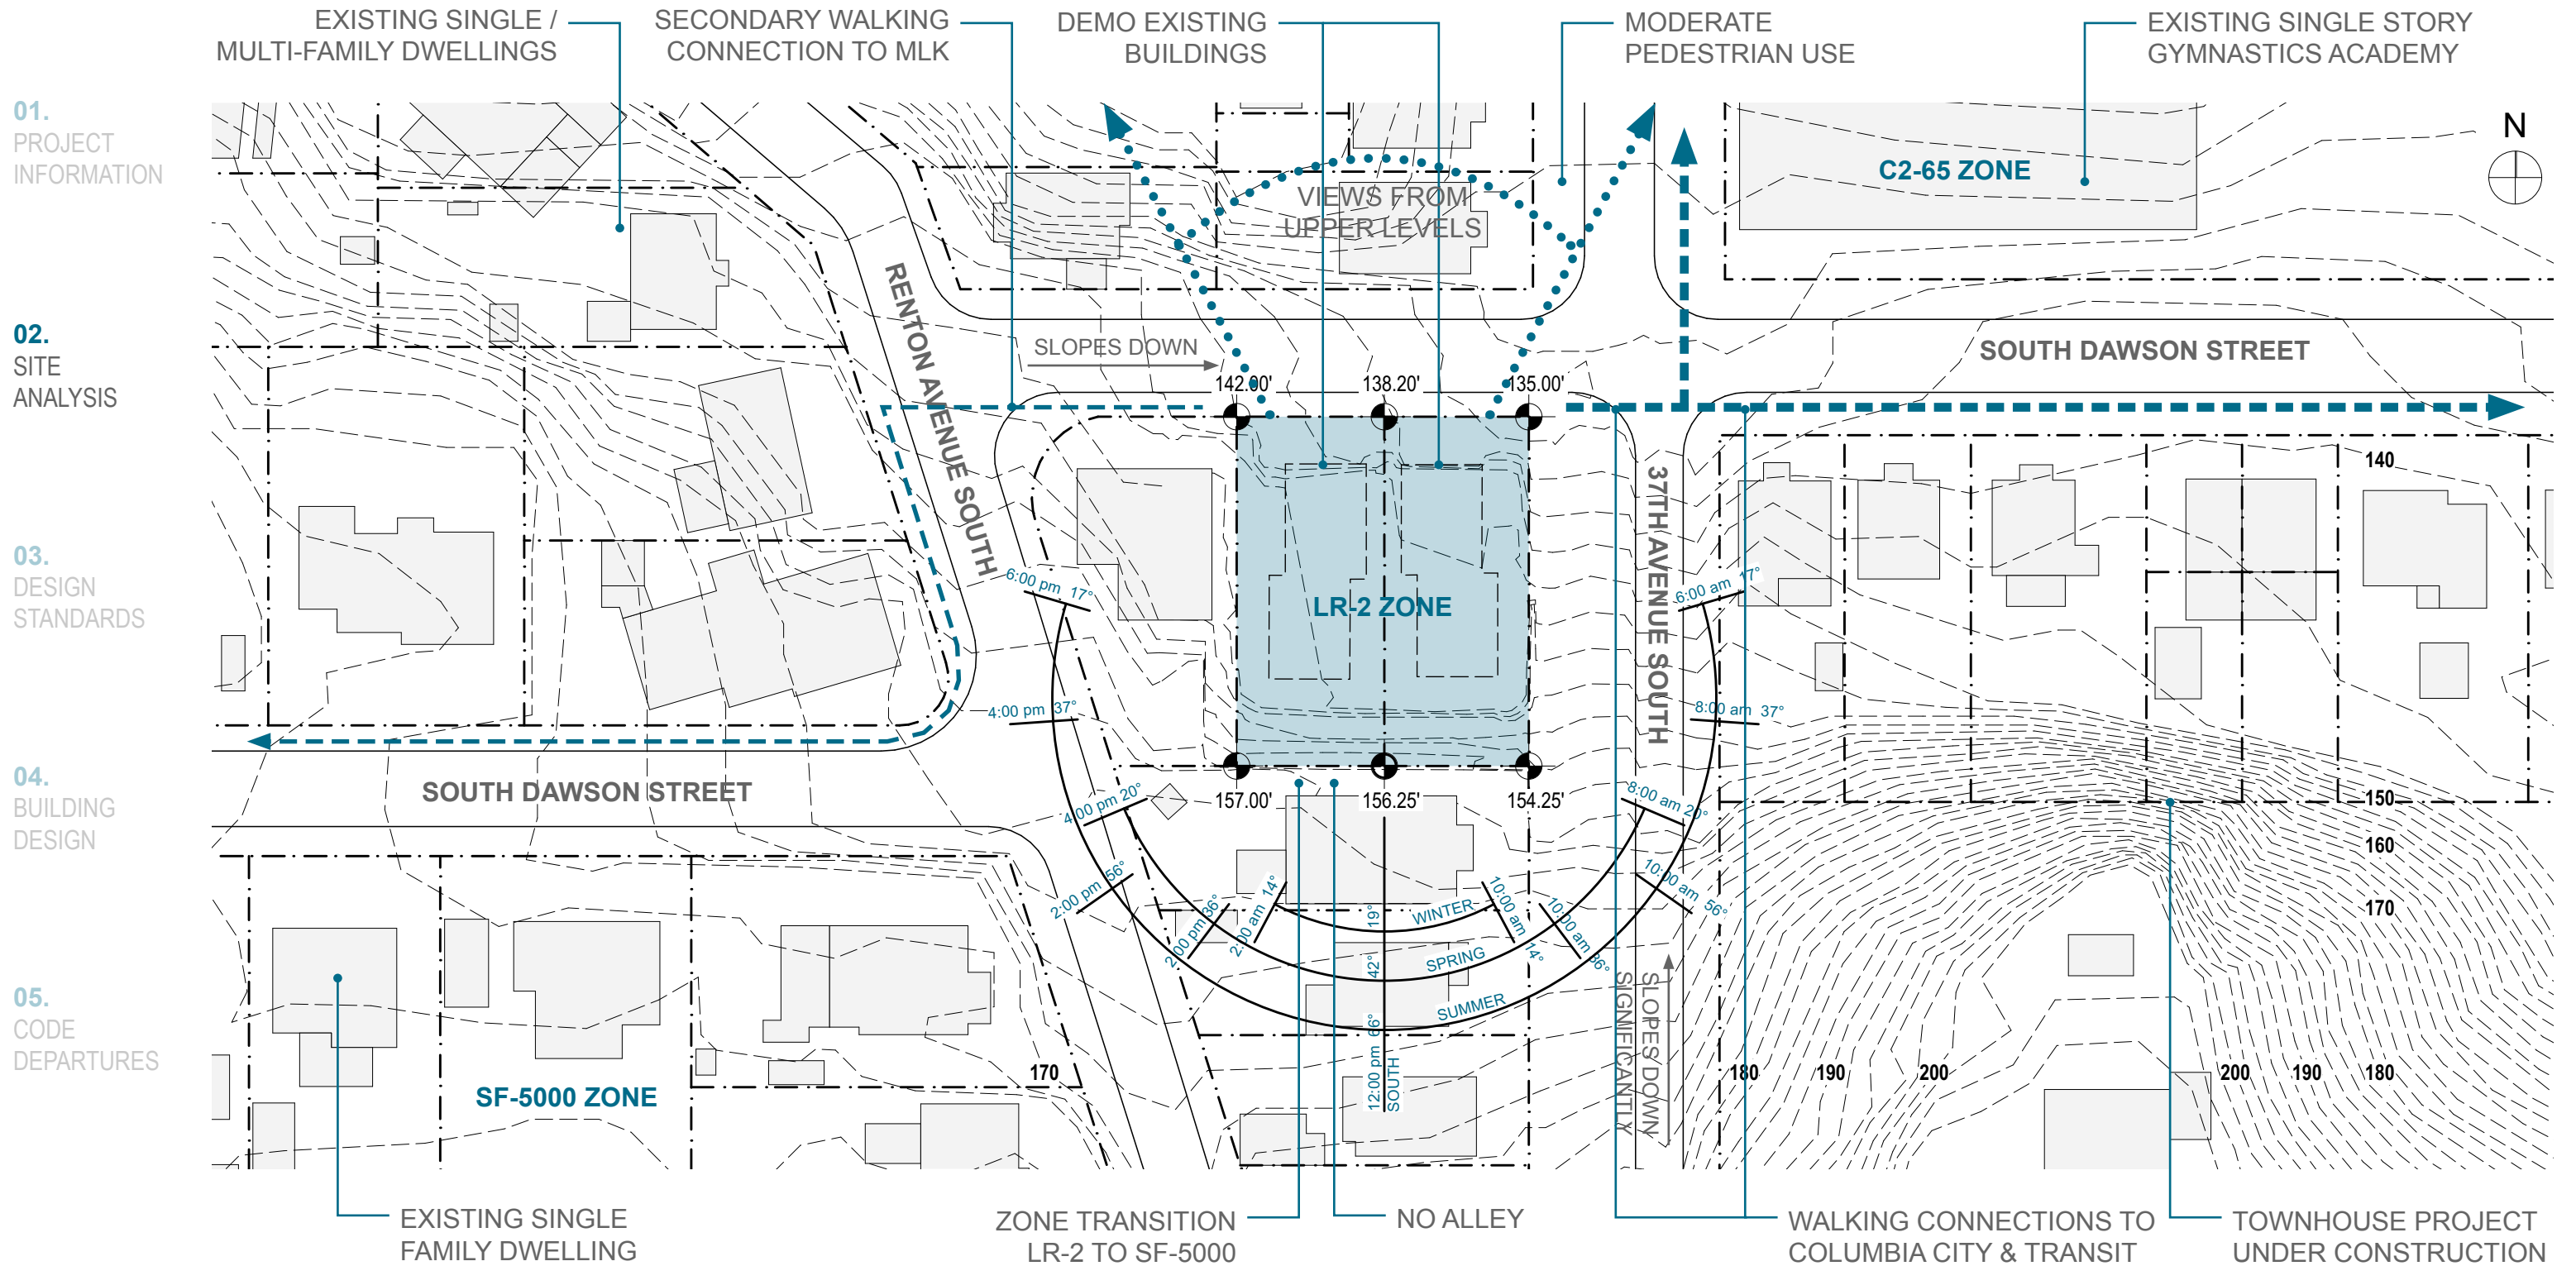 EXISTING SINGLE /
MULTI-FAMILY DWELLINGS
SECONDARY WALKING
CONNECTION TO MLK
DEMO EXISTING
BUILDINGS
MODERATE
PEDESTRIAN USE
EXISTING SINGLE STORY
GYMNASTICS ACADEMY
01.
PROJECT
INFORMATION
02.
SITE
ANALYSIS
03.
DESIGN
STANDARDS
04.
BUILDING
DESIGN
05.
CODE
DEPARTURES
N
C2-65 ZONE
VIEWS FROM
UPPER LEVELS
RENTON AVENUE SOUTH
SLOPES DOWN
SOUTH DAWSON STREET
142.00'
138.20'
135.00'
140
37TH AVENUE SOUTH
6:00 pm 17°
6:00 am 17°
LR-2 ZONE
4:00 pm 37°
8:00 am 37°
SOUTH DAWSON STREET
157.00'
156.25'
154.25'
4:00 pm 20°
8:00 am 20°
150
160
170
2:00 pm 56°
10:00 am 56°
2:00 pm 36°
2:00 am 14°
19°
WINTER
10:00 am 14°
10:00 am 36°
42°
SPRING
SUMMER
12:00 pm 66°
SOUTH
SLOPES DOWN
SIGNIFICANTLY
170
180
190
200
200
190
180
SF-5000 ZONE
EXISTING SINGLE
FAMILY DWELLING
ZONE TRANSITION
LR-2 TO SF-5000
NO ALLEY
WALKING CONNECTIONS TO
COLUMBIA CITY & TRANSIT
TOWNHOUSE PROJECT
UNDER CONSTRUCTION